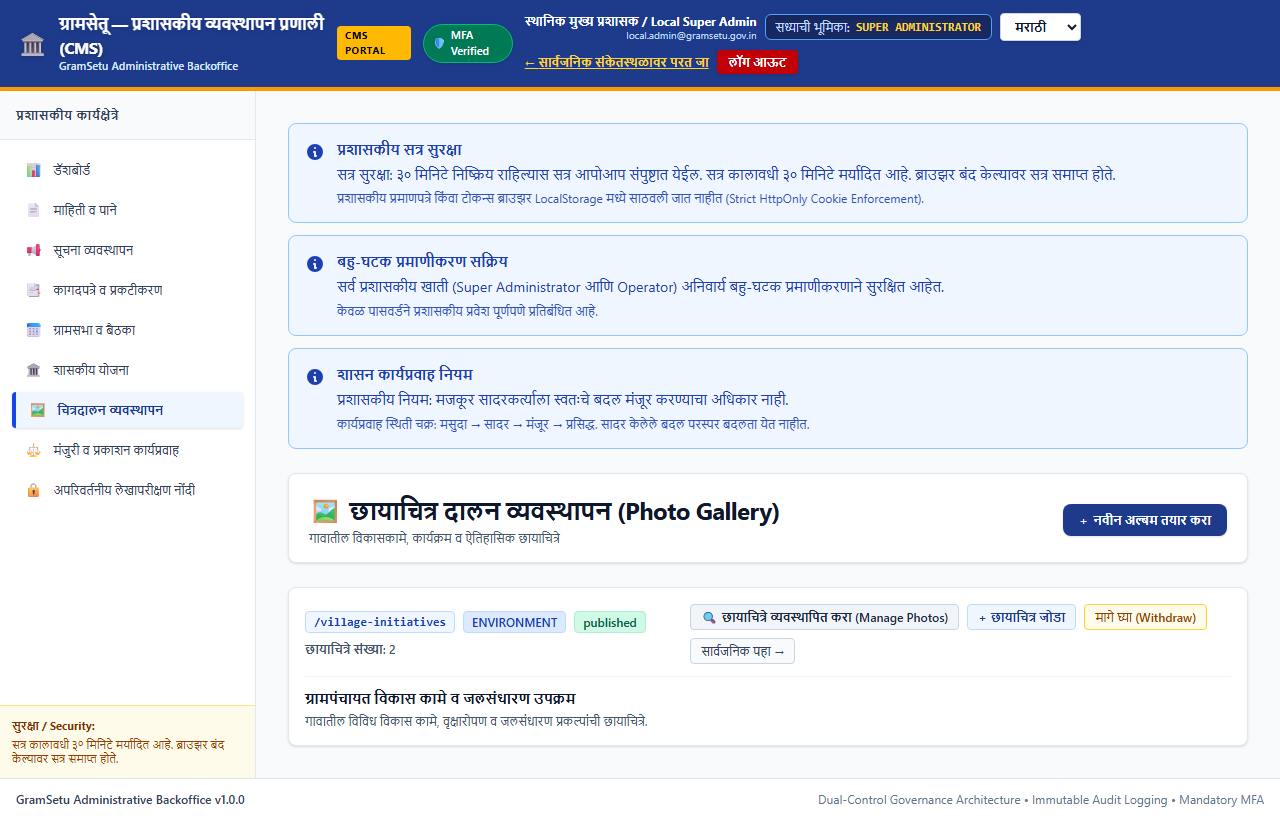 ग्रामसेतू — प्रशासकीय व्यवस्थापन प्रणाली (CMS)
GramSetu Administrative Backoffice
CMS PORTAL
MFA Verified
स्थानिक मुख्य प्रशासक / Local Super Admin
local.admin@gramsetu.gov.in
सध्याची भूमिका: SUPER ADMINISTRATOR
मराठी
← सार्वजनिक संकेतस्थळावर परत जा
लॉग आऊट
प्रशासकीय कार्यक्षेत्रे
डॅशबोर्ड
माहिती व पाने
सूचना व्यवस्थापन
कागदपत्रे व प्रकटीकरण
ग्रामसभा व बैठका
शासकीय योजना
चित्रदालन व्यवस्थापन
मंजुरी व प्रकाशन कार्यप्रवाह
अपरिवर्तनीय लेखापरीक्षण नोंदी
सुरक्षा / Security:
सत्र कालावधी ३० मिनिटे मर्यादित आहे. ब्राउझर बंद
केल्यावर सत्र समाप्त होते.
प्रशासकीय सत्र सुरक्षा
सत्र सुरक्षा: ३० मिनिटे निष्क्रिय राहिल्यास सत्र आपोआप संपुष्टात येईल. सत्र कालावधी ३० मिनिटे मर्यादित आहे. ब्राउझर बंद केल्यावर सत्र समाप्त होते.
प्रशासकीय प्रमाणपत्रे किंवा टोकन्स ब्राउझर LocalStorage मध्ये साठवली जात नाहीत (Strict HttpOnly Cookie Enforcement).
बहु-घटक प्रमाणीकरण सक्रिय
सर्व प्रशासकीय खाती (Super Administrator आणि Operator) अनिवार्य बहु-घटक प्रमाणीकरणाने सुरक्षित आहेत.
केवळ पासवर्डने प्रशासकीय प्रवेश पूर्णपणे प्रतिबंधित आहे.
शासन कार्यप्रवाह नियम
प्रशासकीय नियम: मजकूर सादरकर्त्याला स्वतःचे बदल मंजूर करण्याचा अधिकार नाही.
कार्यप्रवाह स्थिती चक्र: मसुदा → सादर → मंजूर → प्रसिद्ध. सादर केलेले बदल परस्पर बदलता येत नाहीत.
छायाचित्र दालन व्यवस्थापन (Photo Gallery)
गावातील विकासकामे, कार्यक्रम व ऐतिहासिक छायाचित्रे
+ नवीन अल्बम तयार करा
/village-initiatives
ENVIRONMENT
published
छायाचित्रे संख्या: 2
छायाचित्रे व्यवस्थापित करा (Manage Photos)
+ छायाचित्र जोडा
मागे घ्या (Withdraw)
सार्वजनिक पहा →
ग्रामपंचायत विकास कामे व जलसंधारण उपक्रम
गावातील विविध विकास कामे, वृक्षारोपण व जलसंधारण प्रकल्पांची छायाचित्रे.
GramSetu Administrative Backoffice v1.0.0
Dual-Control Governance Architecture • Immutable Audit Logging • Mandatory MFA